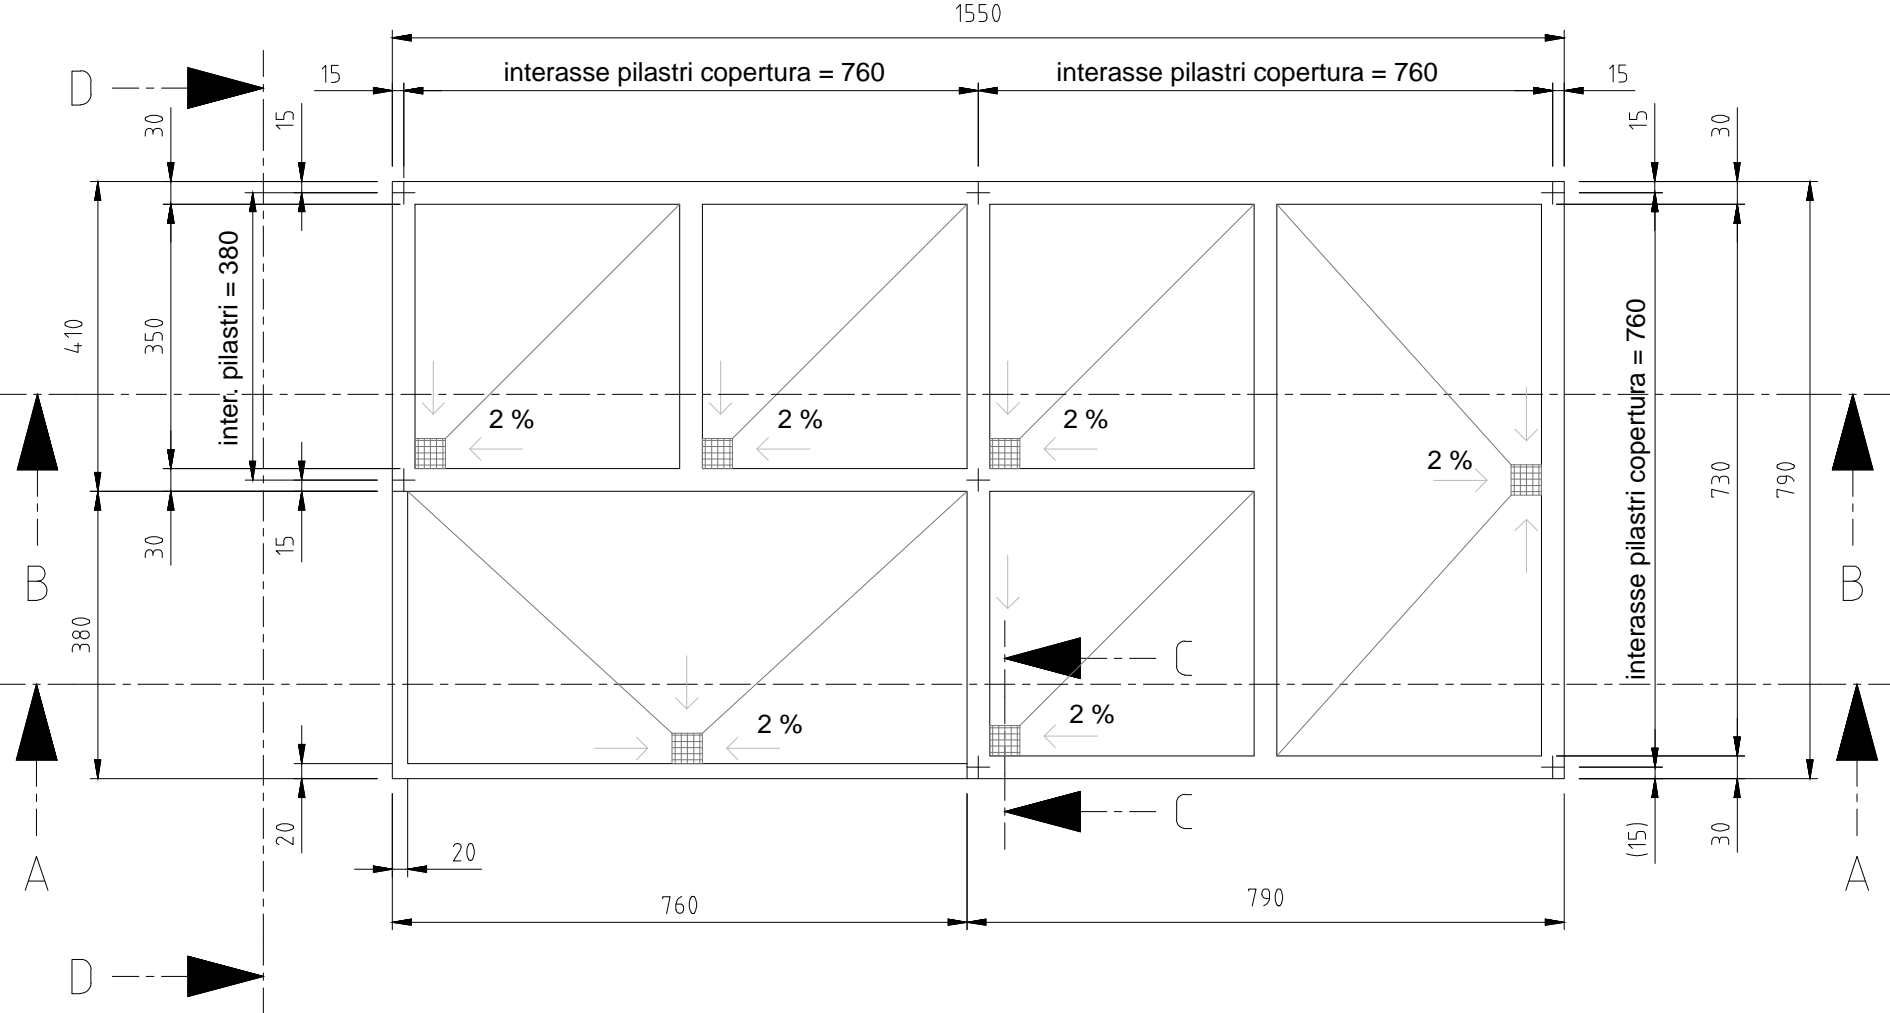 1550
15
interasse pilastri copertura = 760
interasse pilastri copertura = 760
15
D
30
15
15
30
410
350
inter. pilastri = 380
interasse pilastri copertura = 760
730
790
2 %
2 %
2 %
2 %
B
30
15
B
380
C
2 %
2 %
A
20
20
C
(15)
30
A
760
790
D